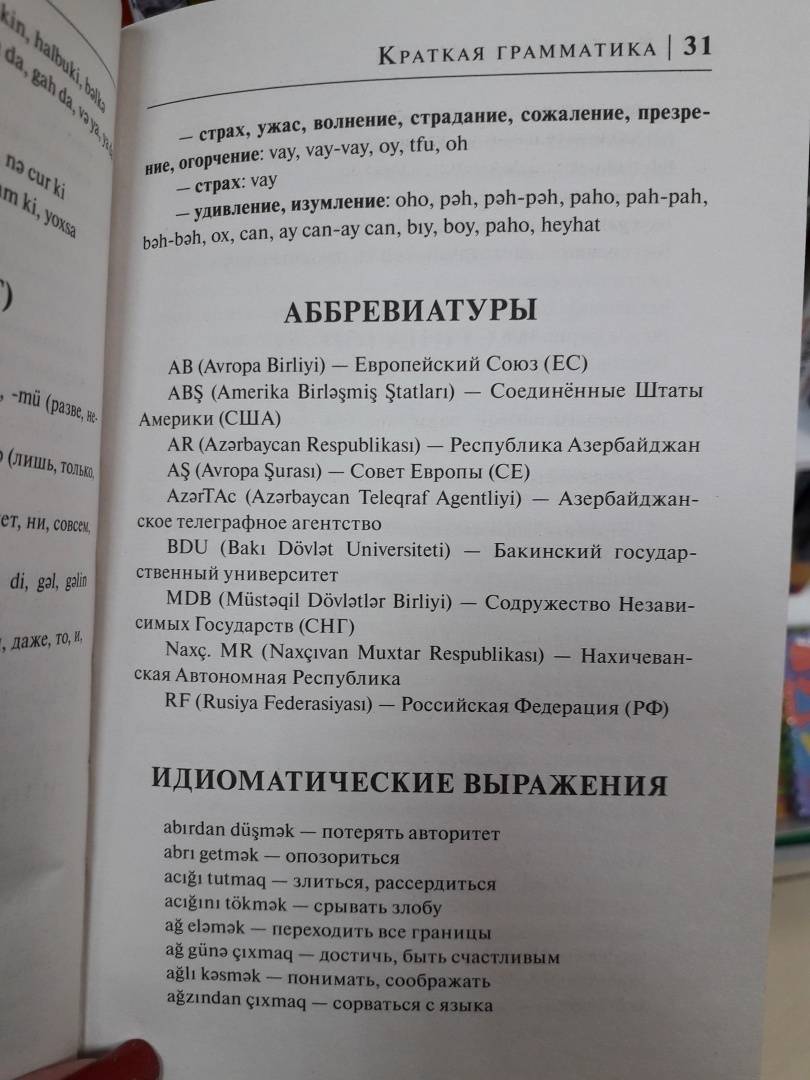 kin, halbuki, bəlkə
da, gah da, və ya, ya
nə cur ki
ki, yoxsa
-mü (разве, не-
(лишь, только,
ни, совсем,
di, gəl, gəlin
даже, то, и,
КРАТКАЯ ГРАММАТИКА | 31
— страх, ужас, волнение, страдание, сожаление, презре-
ние, огорчение: vay, vay-vay, oy, tfu, oh
— страх: vay
— удивление, изумление: oho, pəh, pəh-pəh, paho, pah-pah,
bəh-bəh, ox, can, ay can-ay can, bıy, boy, paho, heyhat
АББРЕВИАТУРЫ
AB (Avropa Birliyi) — Европейский Союз (ЕС)
ABŞ (Amerika Birləşmiş Ştatları) — Соединённые Штаты
Америки (США)
AR (Azərbaycan Respublikası) — Республика Азербайджан
AŞ (Avropa Şurası) — Совет Европы (СЕ)
AzərTAc (Azərbaycan Teleqraf Agentliyi) — Азербайджан-
ское телеграфное агентство
BDU (Bakı Dövlət Universiteti) — Бакинский государ-
ственный университет
MDB (Müstəqil Dövlətlər Birliyi) — Содружество Незави-
симых Государств (СНГ)
Naxç. MR (Naxçıvan Muxtar Respublikası) — Нахичеван-
ская Автономная Республика
RF (Rusiya Federasiyası) — Российская Федерация (РФ)
ИДИОМАТИЧЕСКИЕ ВЫРАЖЕНИЯ
abırdan düşmək — потерять авторитет
abrı getmək — опозориться
acığı tutmaq — злиться, рассердиться
acığını tökmək — срывать злобу
ağ eləmək — переходить все границы
ağ günə çıxmaq — достичь, быть счастливым
ağlı kəsmək — понимать, соображать
ağzından çıxmaq — сорваться с языка